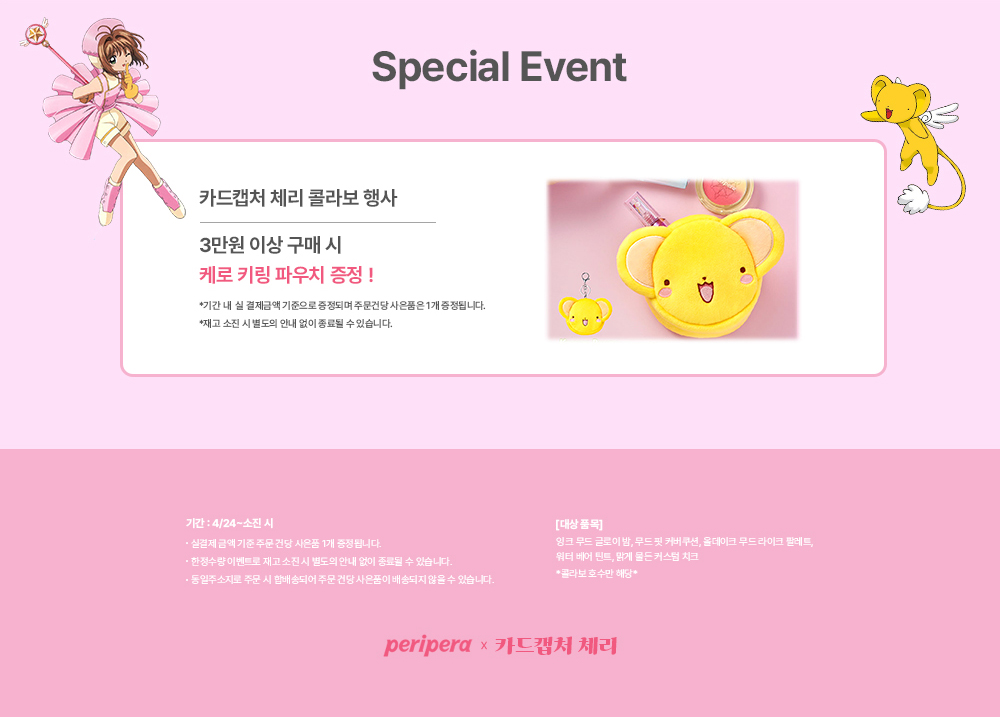 Special Event
카드캡처 체리 콜라보 행사
3만원 이상 구매 시
케로 키링 파우치 증정 !
*기간 내 실 결제금액 기준으로 증정되며 주문건당 사은품은 1개 증정됩니다.
*재고 소진 시 별도의 안내 없이 종료될 수 있습니다.
기간 : 4/24~소진 시
· 실결제 금액 기준 주문 건당 사은품 1개 증정됩니다.
· 한정수량 이벤트로 재고 소진 시 별도의 안내 없이 종료될 수 있습니다.
· 동일주소지로 주문 시 합배송되어 주문 건당 사은품이 배송되지 않을 수 있습니다.
[대상 품목]
잉크 무드 글로이 밤, 무드 핏 커버쿠션, 올테이크 무드 라이크 팔레트,
워터 베어 틴트, 맑게 물든 커스텀 치크
*콜라보 호수만 해당*
peripera x 카드캡처 체리